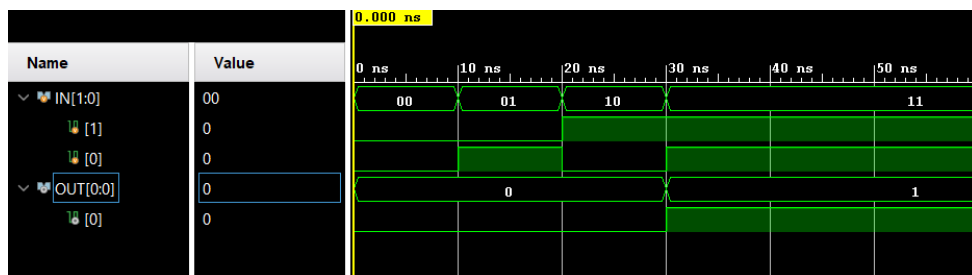 0.000 ns
Name Value
0 ns 10 ns 20 ns 30 ns 40 ns 50 ns
IN[1:0] 00 00 01 10 11
[1] 0
[0] 0
OUT[0:0] 0 0 1
[0] 0